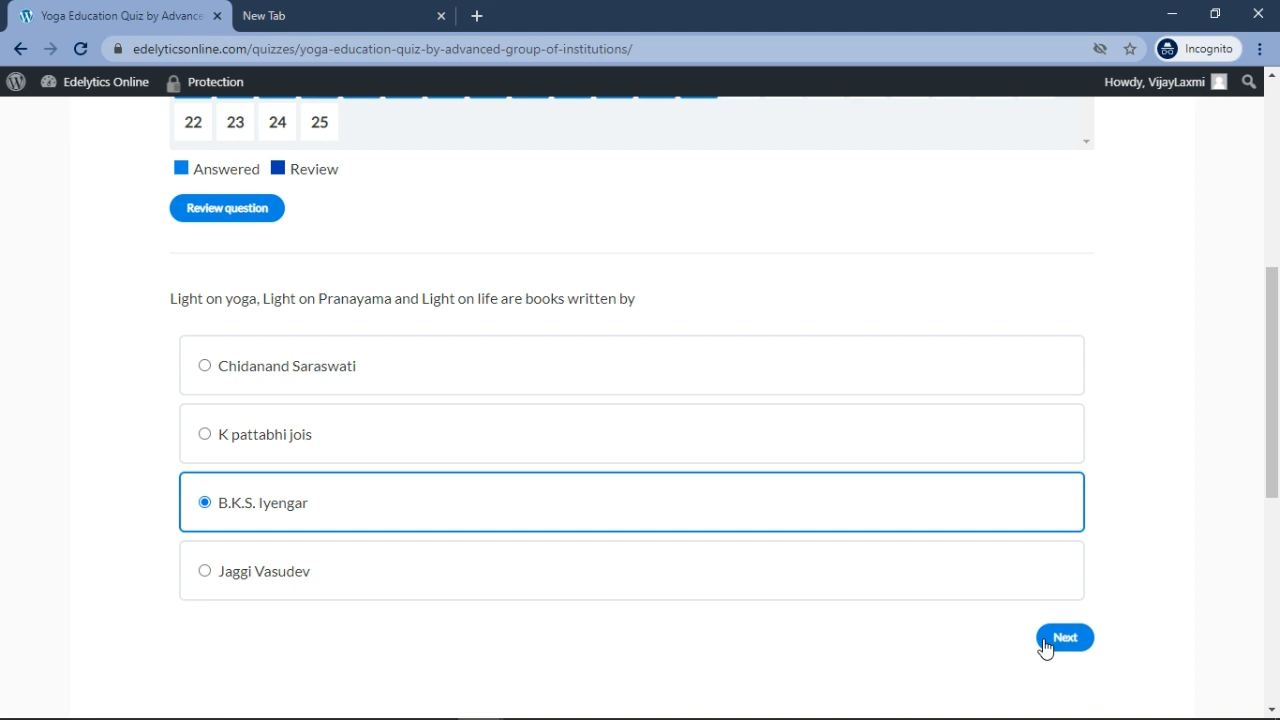 Yoga Education Quiz by Advance
New Tab
edelyticsonline.com/quizzes/yoga-education-quiz-by-advanced-group-of-institutions/
Incognito
Edelytics Online
Protection
Howdy, VijayLaxmi
22 23 24 25
Answered Review
Review question
Light on yoga, Light on Pranayama and Light on life are books written by
Chidanand Saraswati
K pattabhi jois
B.K.S. Iyengar
Jaggi Vasudev
Next